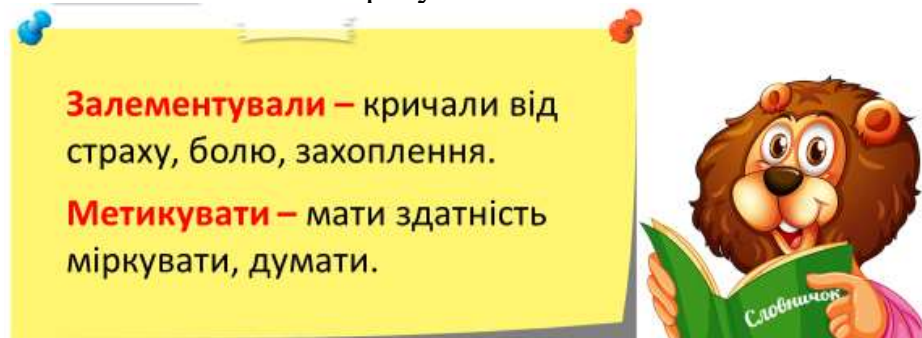 Залементували – кричали від
страху, болю, захоплення.
Метикувати – мати здатність
міркувати, думати.
Словничок